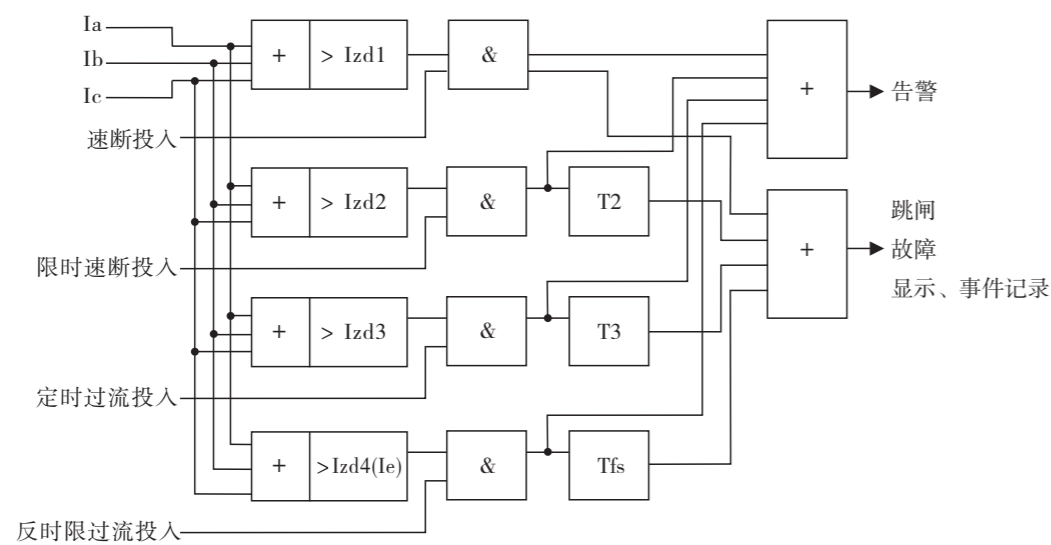 Ia
Ib
Ic
+ > Izd1 & + 告警
速断投入
+ > Izd2 & T2
限时速断投入
+ 跳闸
故障
显示、事件记录
+ > Izd3 & T3
定时过流投入
+ >Izd4(Ie) & Tfs
反时限过流投入